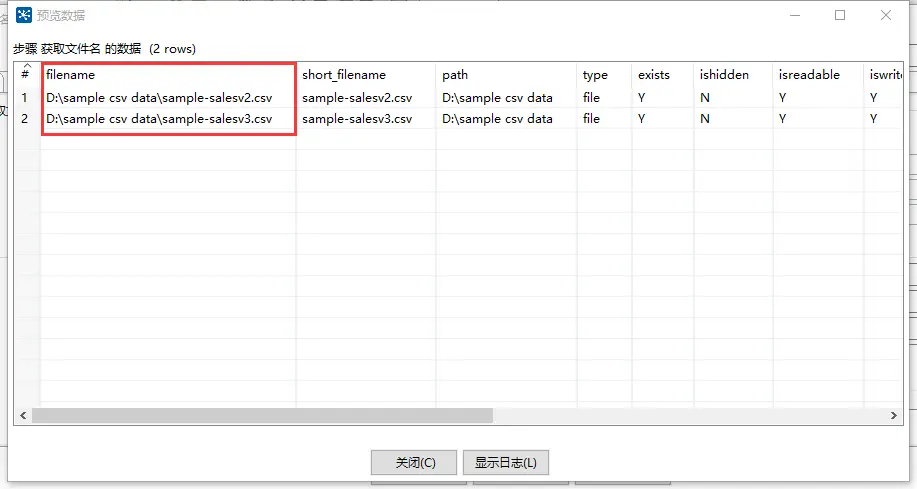 预览数据
步骤 获取文件名 的数据 (2 rows)
# filename short_filename path type exists ishidden isreadable iswrite
1 D:\sample csv data\sample-salesv2.csv sample-salesv2.csv D:\sample csv data file Y N Y Y
2 D:\sample csv data\sample-salesv3.csv sample-salesv3.csv D:\sample csv data file Y N Y Y
关闭(C) 显示日志(L)